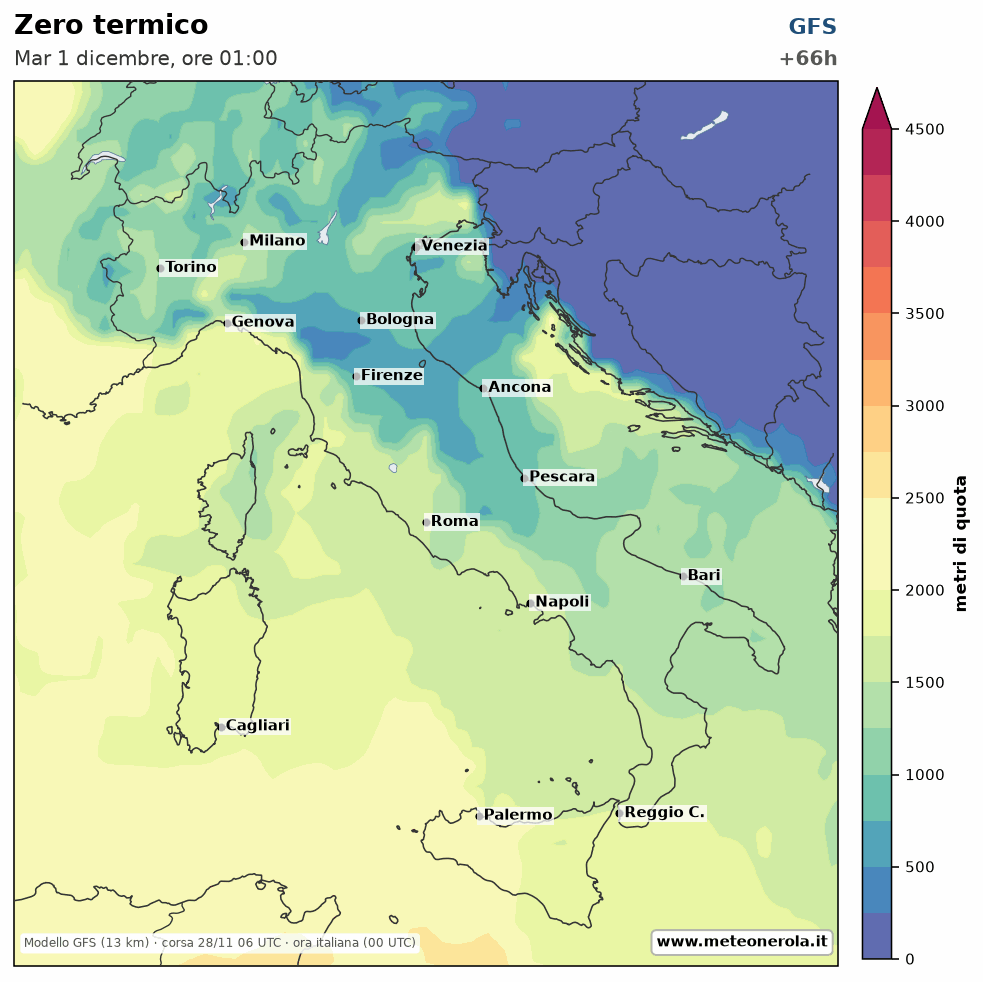 Zero termico
GFS
Mar 1 dicembre, ore 01:00
+66h
Milano
Venezia
Torino
Genova
Bologna
Firenze
Ancona
Pescara
Roma
Bari
Napoli
Cagliari
Palermo
Reggio C.
4500
4000
3500
3000
2500
2000
1500
1000
500
0
metri di quota
Modello GFS (13 km) · corsa 28/11 06 UTC · ora italiana (00 UTC)
www.meteonerola.it